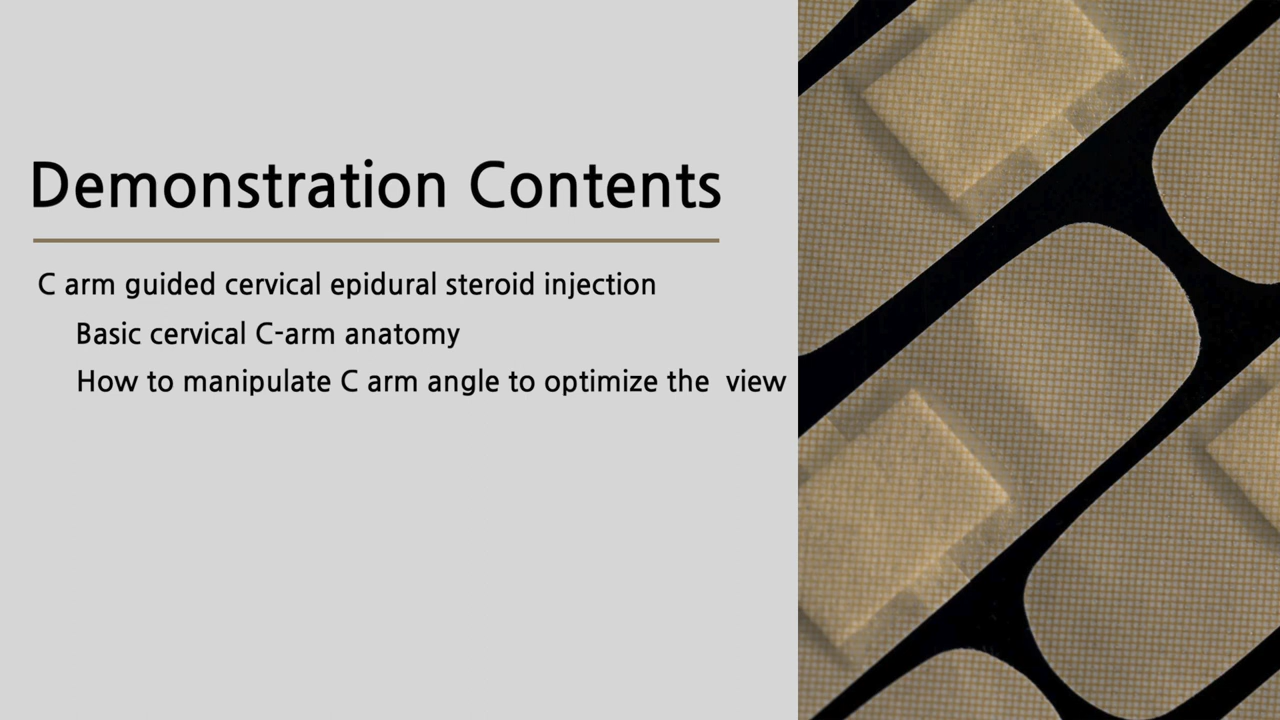 Demonstration Contents
C arm guided cervical epidural steroid injection
Basic cervical C-arm anatomy
How to manipulate C arm angle to optimize the  view